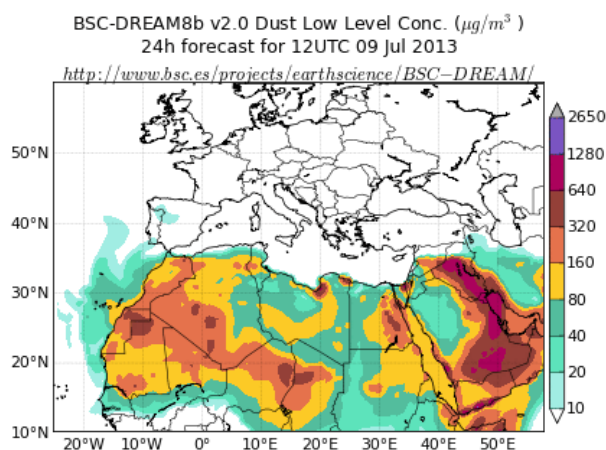 BSC-DREAM8b v2.0 Dust Low Level Conc. (μg/m³ )
24h forecast for 12UTC 09 Jul 2013
http://www.bsc.es/projects/earthscience/BSC−DREAM/
2650
1280
640
320
160
80
40
20
10
50°N
40°N
30°N
20°N
10°N
20°W 10°W 0° 10°E 20°E 30°E 40°E 50°E